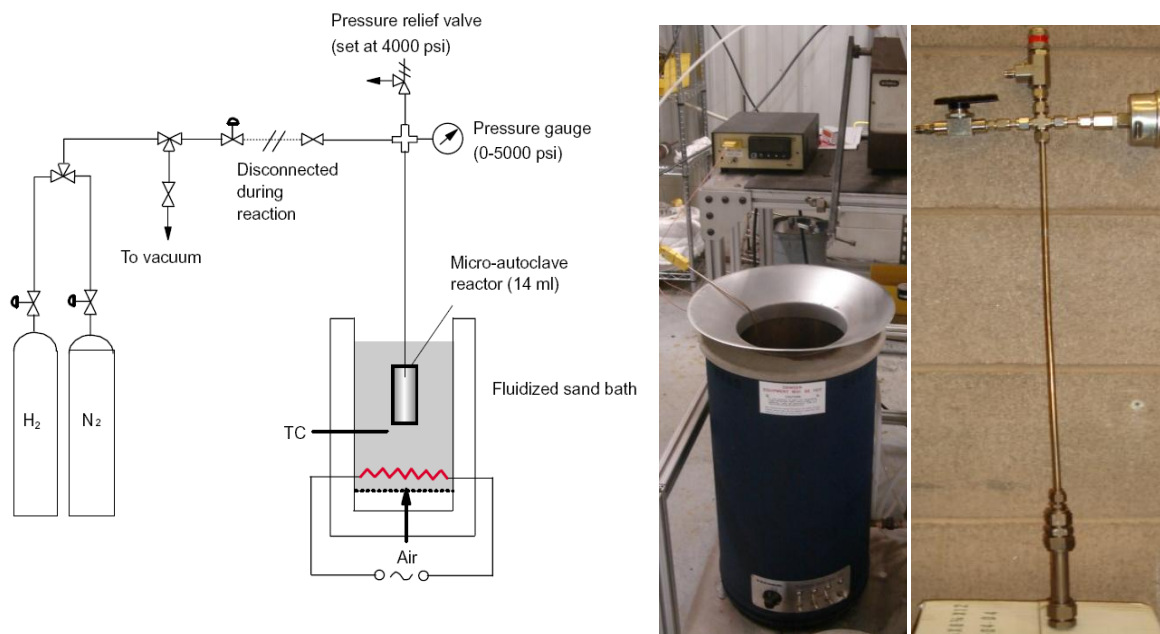 Pressure relief valve
(set at 4000 psi)
Pressure gauge
(0-5000 psi)
Disconnected
during
reaction
To vacuum
Micro-autoclave
reactor (14 ml)
H2
N2
Fluidized sand bath
TC
Air
DANGER